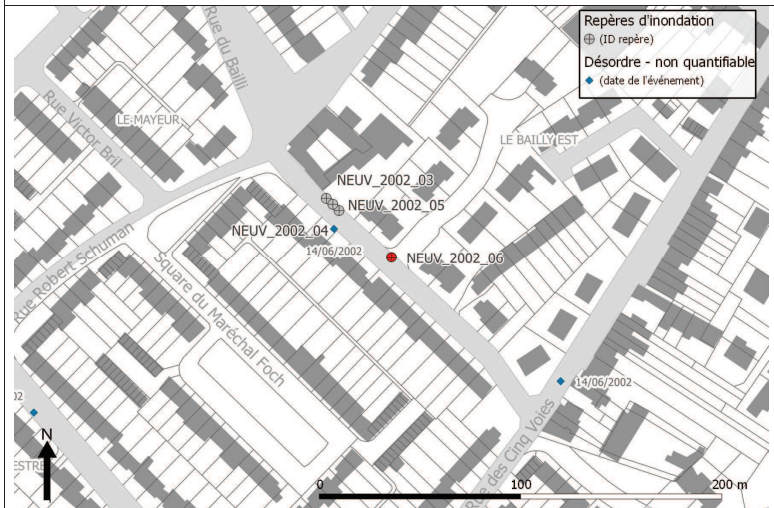 Repères d'inondation
(ID repère)
Désordre - non quantifiable
(date de l'événement)
Rue du Bailli
LE MAYEUR
Rue Victor Bril
LE BAILLY EST
NEUV_2002_03
NEUV_2002_05
NEUV_2002_04
14/06/2002
NEUV_2002_06
Rue Robert Schuman
Square du Maréchal Foch
14/06/2002
02
Rue des Cinq Voies
N
ESTRE
0
100
200 m